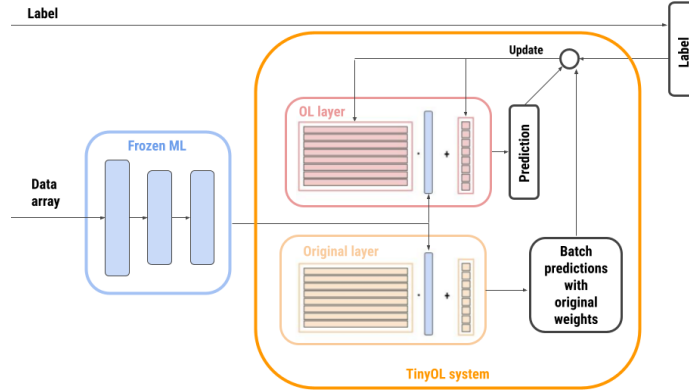 Label
Update
Label
OL layer
Frozen ML
Prediction
Data
array
Original layer
Batch
predictions
with
original
weights
TinyOL system